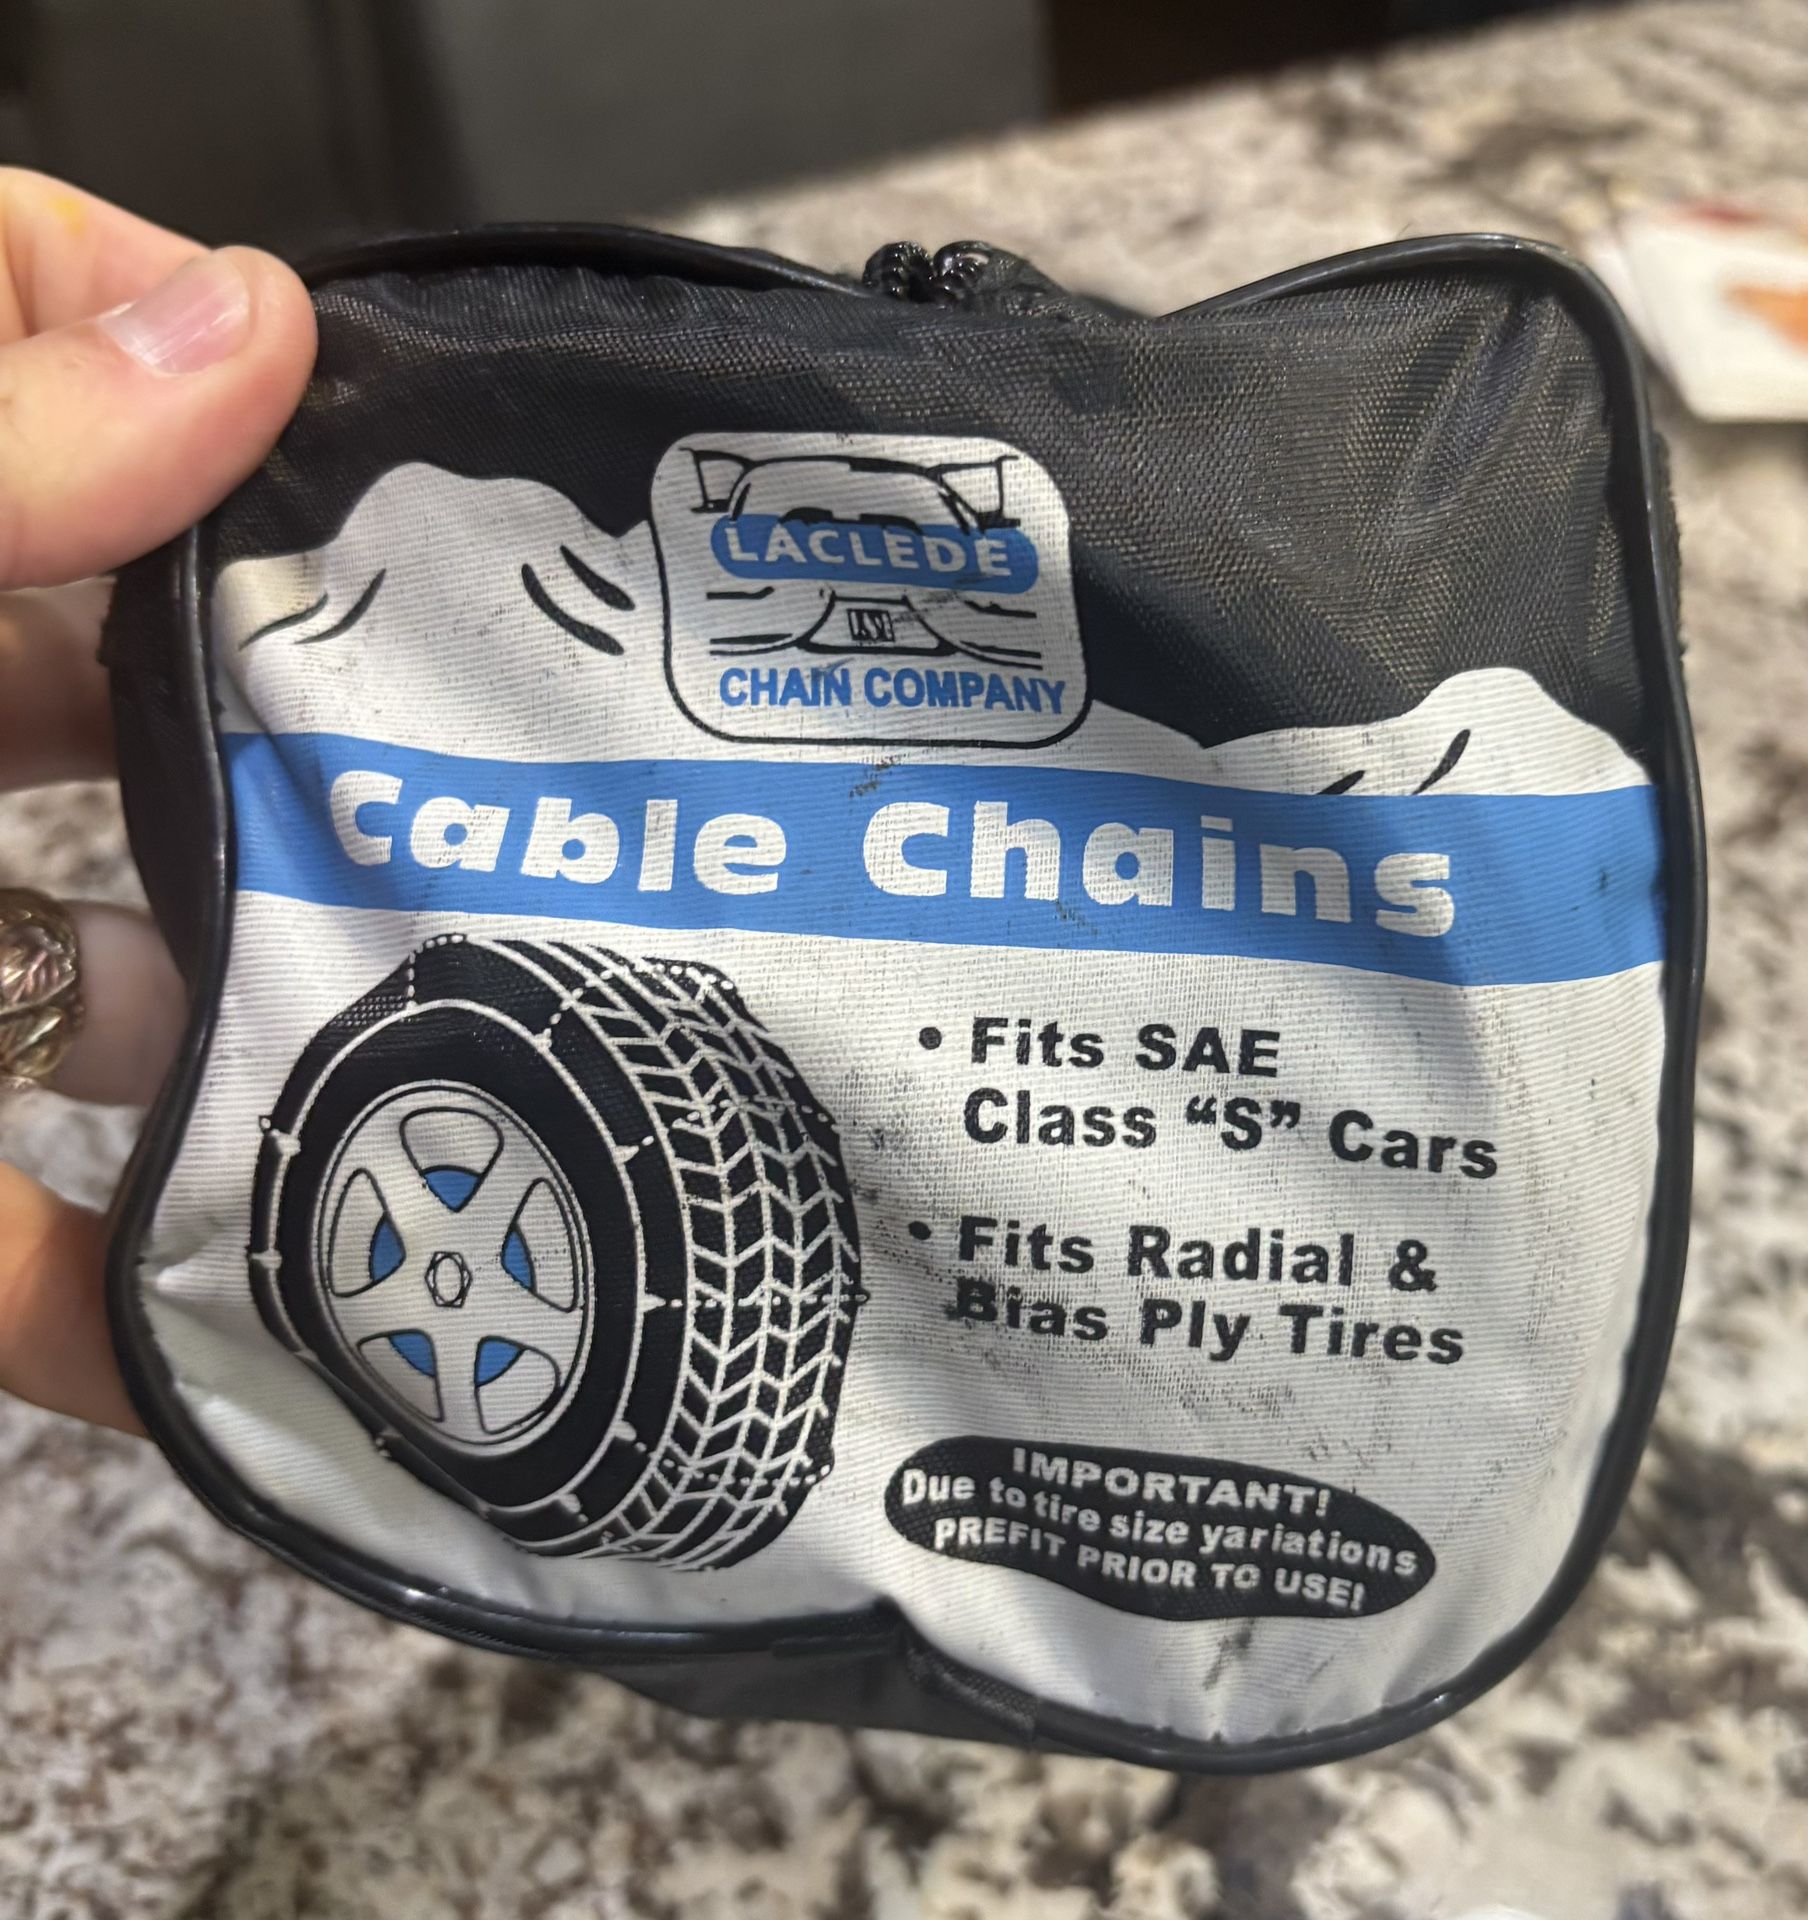 LACLEDE
CHAIN COMPANY
Cable Chains
• Fits SAE
Class “S” Cars
• Fits Radial &
Bias Ply Tires
IMPORTANT!
Due to tire size variations
PREFIT PRIOR TO USE!